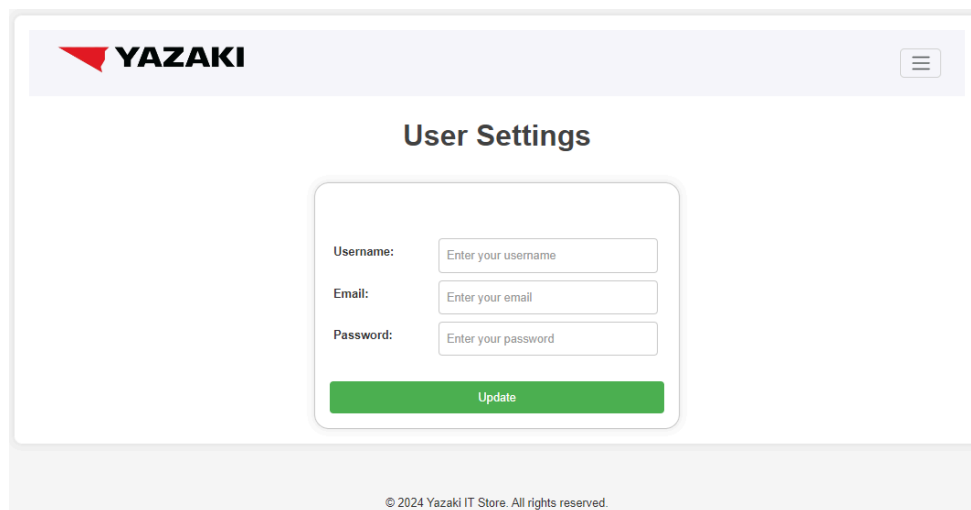 YAZAKI
User Settings
Username: Enter your username
Email: Enter your email
Password: Enter your password
Update
© 2024 Yazaki IT Store. All rights reserved.